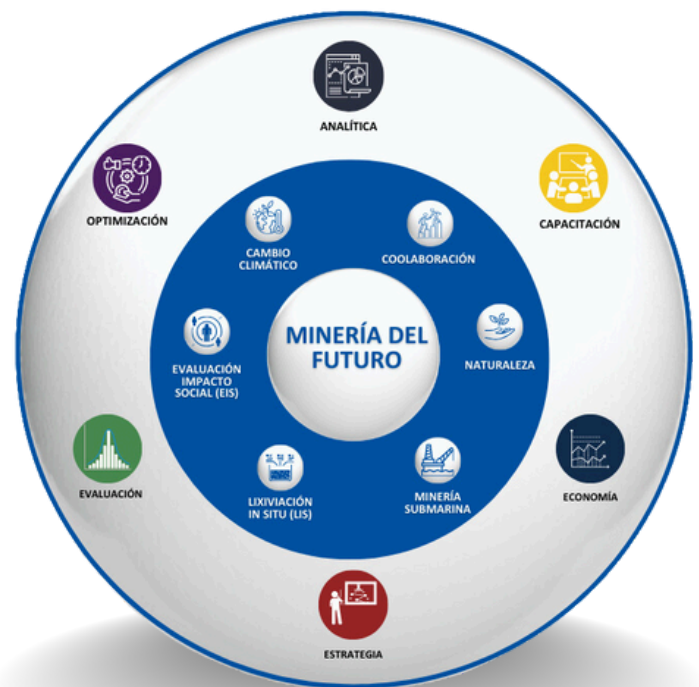 ANALÍTICA
OPTIMIZACIÓN
CAPACITACIÓN
CAMBIO
CLIMÁTICO
COOLABORACIÓN
MINERÍA DEL
FUTURO
EVALUACIÓN
IMPACTO
SOCIAL (EIS)
NATURALEZA
EVALUACIÓN
LIXIVIACIÓN
IN SITU (LIS)
MINERÍA
SUBMARINA
ECONOMÍA
ESTRATEGIA